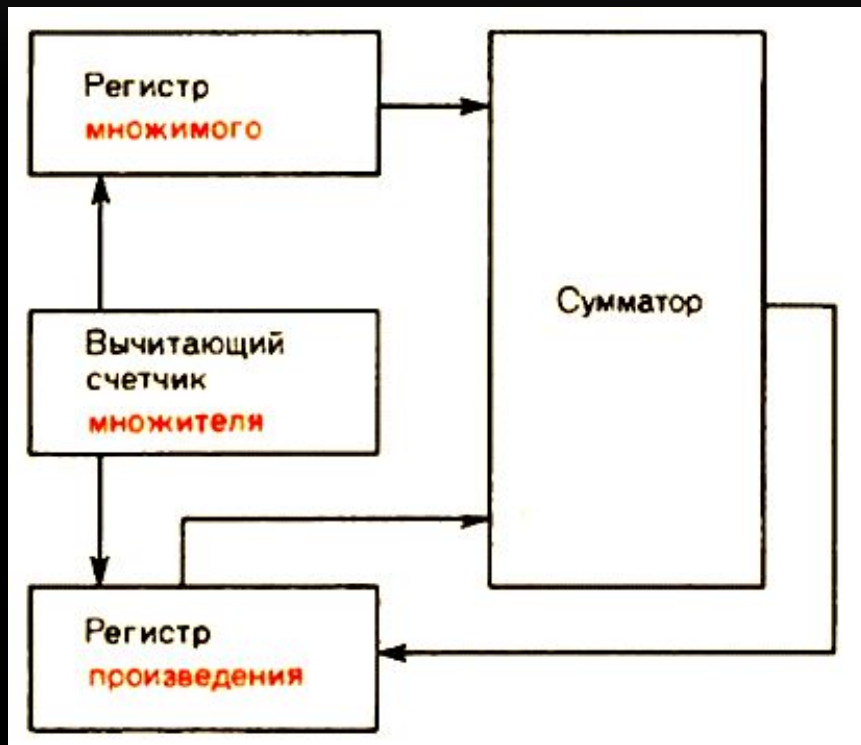 Регистр
множимого
Сумматор
Вычитающий
счетчик
множителя
Регистр
произведения